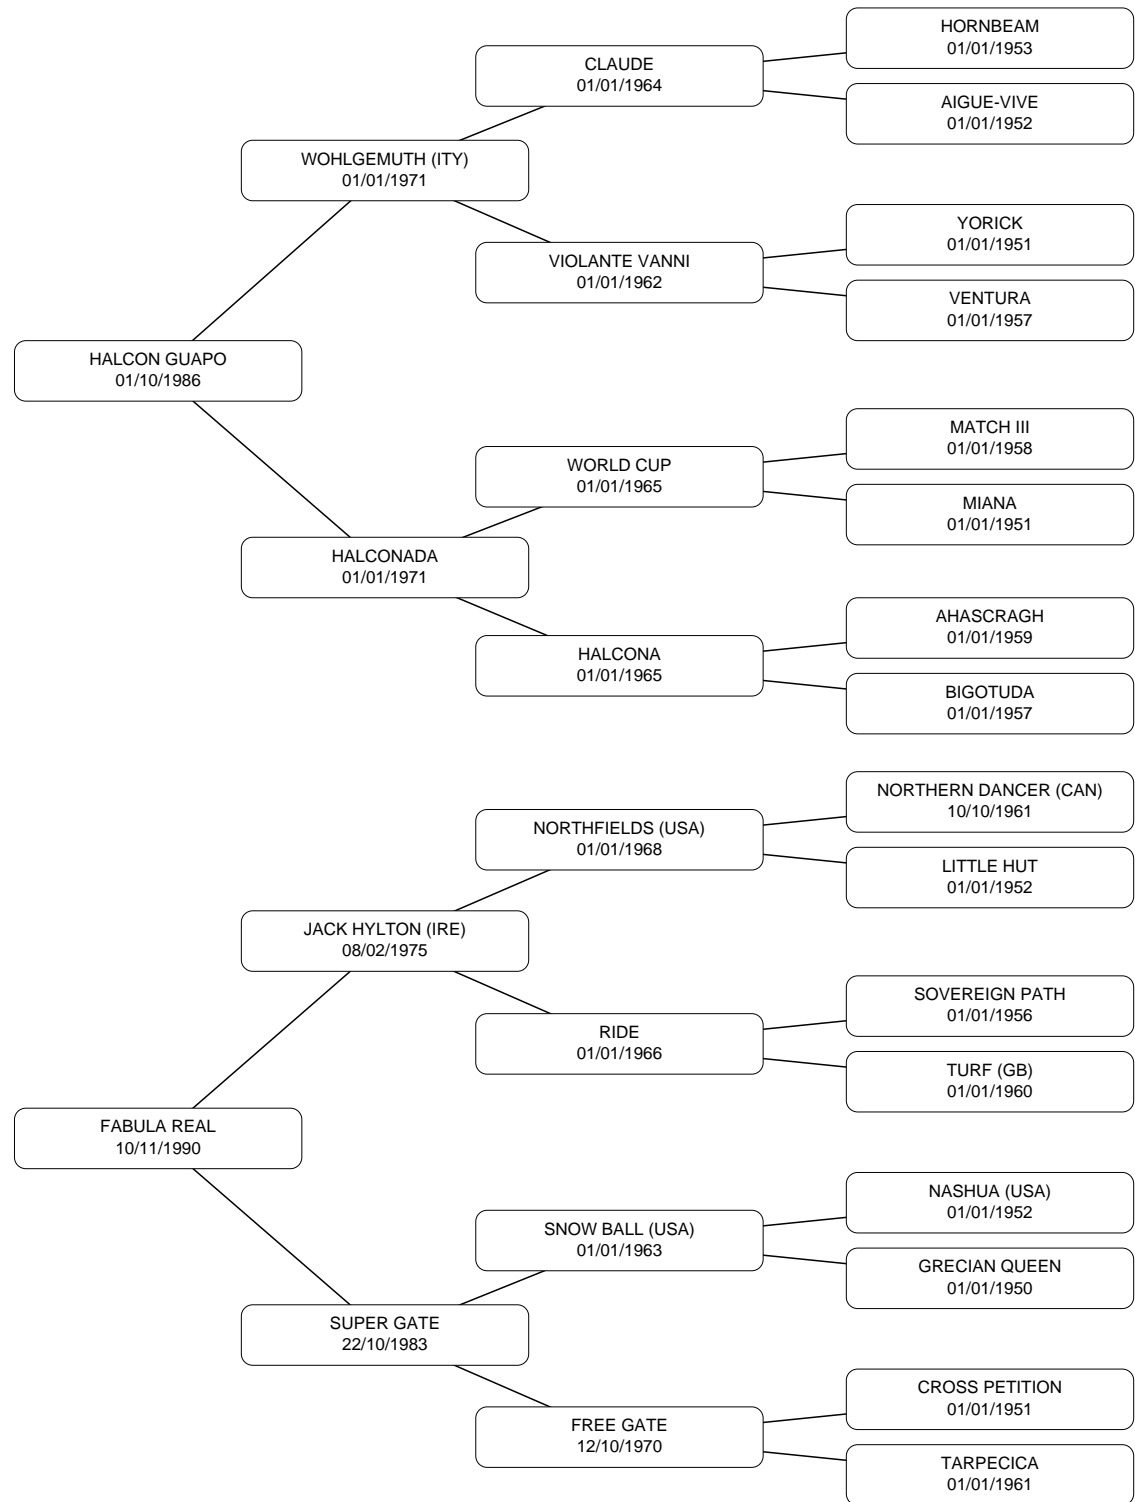 HORNBEAM
01/01/1953
CLAUDE
01/01/1964
AIGUE-VIVE
01/01/1952
WOHLGEMUTH (ITY)
01/01/1971
YORICK
01/01/1951
VIOLANTE VANNI
01/01/1962
VENTURA
01/01/1957
HALCON GUAPO
01/10/1986
MATCH III
01/01/1958
WORLD CUP
01/01/1965
MIANA
01/01/1951
HALCONADA
01/01/1971
AHASCRAGH
01/01/1959
HALCONA
01/01/1965
BIGOTUDA
01/01/1957
NORTHERN DANCER (CAN)
10/10/1961
NORTHFIELDS (USA)
01/01/1968
LITTLE HUT
01/01/1952
JACK HYLTON (IRE)
08/02/1975
SOVEREIGN PATH
01/01/1956
RIDE
01/01/1966
TURF (GB)
01/01/1960
FABULA REAL
10/11/1990
NASHUA (USA)
01/01/1952
SNOW BALL (USA)
01/01/1963
GRECIAN QUEEN
01/01/1950
SUPER GATE
22/10/1983
CROSS PETITION
01/01/1951
FREE GATE
12/10/1970
TARPECICA
01/01/1961